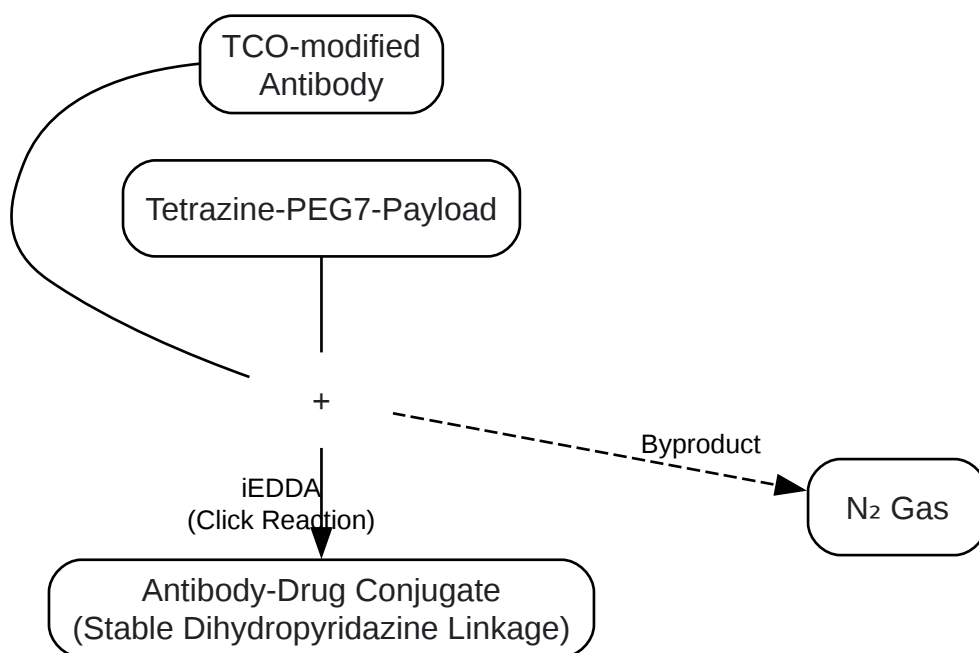 TCO-modified
Antibody
Tetrazine-PEG7-Payload
+
Byproduct
iEDDA
(Click Reaction)
N₂ Gas
Antibody-Drug Conjugate
(Stable Dihydropyridazine Linkage)